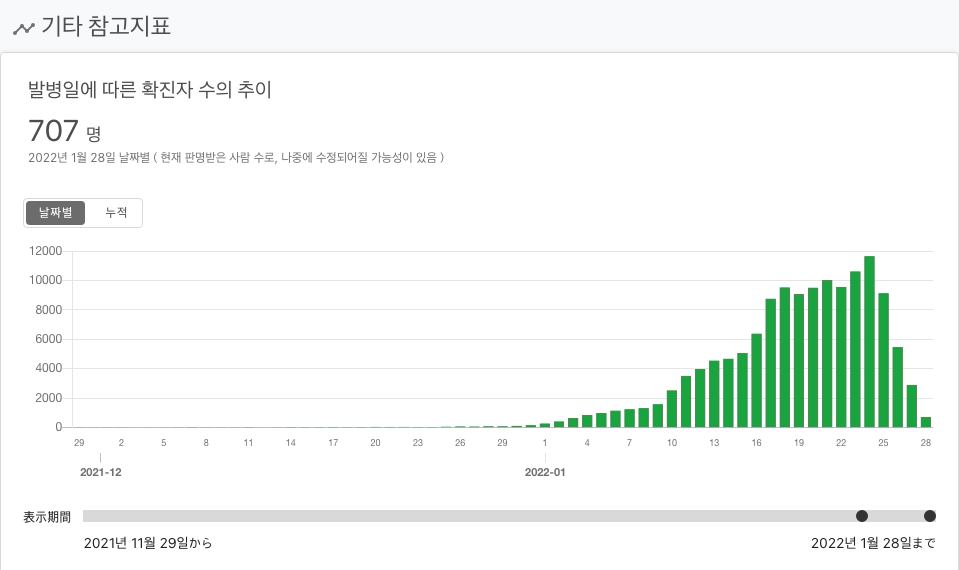 기타 참고지표
발병일에 따른 확진자 수의 추이
707 명
2022년 1월 28일 날짜별 ( 현재 판명받은 사람 수로, 나중에 수정되어질 가능성이 있음 )
날짜별 누적
12000
10000
8000
6000
4000
2000
0
29 2 5 8 11 14 17 20 23 26 29 1 4 7 10 13 16 19 22 25 28
2021-12 2022-01
表示期間
2021년 11월 29일から 2022년 1월 28일まで